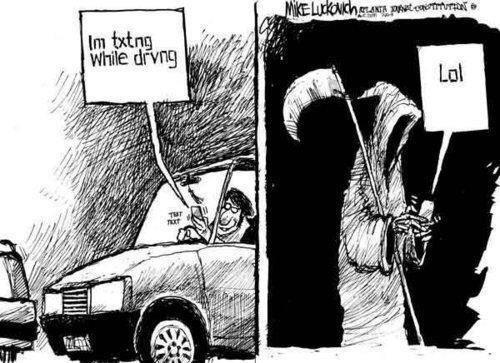 Im txtng
while drvng
TEXT
TEXT
MIKE LUCKOVICH ATLANTA JOURNAL-CONSTITUTION ©
Lol